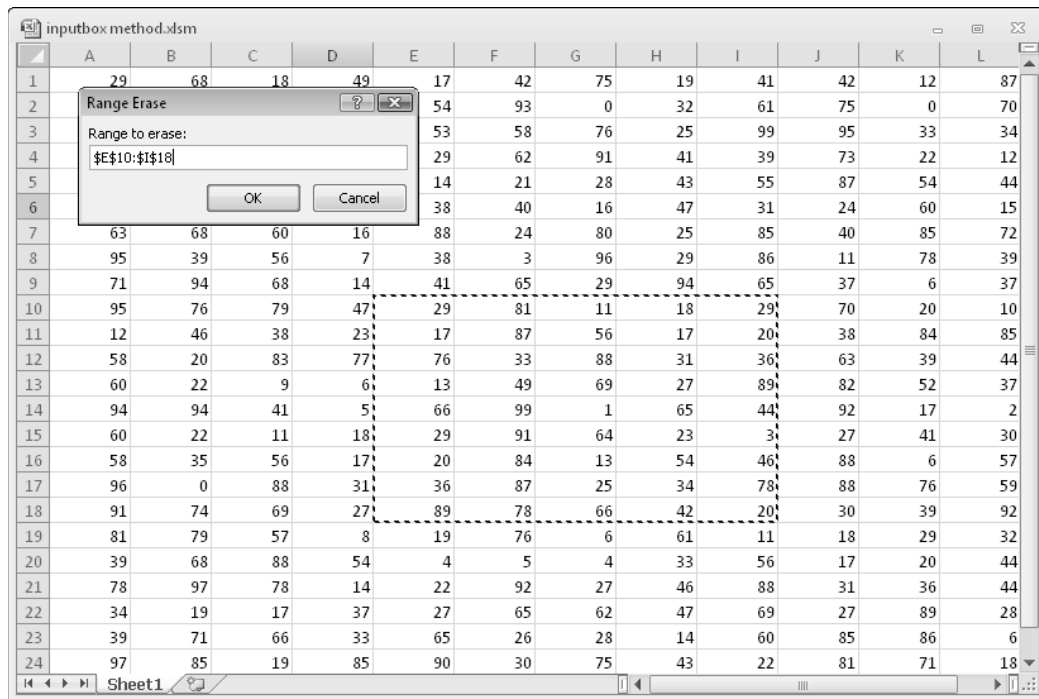 inputbox method.xlsm
A B C D E F G H I J K L
1 29 68 18 49 17 42 75 19 41 42 12 87
Range Erase
2 54 93 0 32 61 75 0 70
Range to erase:
3 53 58 76 25 99 95 33 34
$E$10:$I$18
4 29 62 91 41 39 73 22 12
5 14 21 28 43 55 87 54 44
OK Cancel
6 38 40 16 47 31 24 60 15
7 63 68 60 16 88 24 80 25 85 40 85 72
8 95 39 56 7 38 3 96 29 86 11 78 39
9 71 94 68 14 41 65 29 94 65 37 6 37
10 95 76 79 47 29 81 11 18 29 70 20 10
11 12 46 38 23 17 87 56 17 20 38 84 85
12 58 20 83 77 76 33 88 31 36 63 39 44
13 60 22 9 6 13 49 69 27 89 82 52 37
14 94 94 41 5 66 99 1 65 44 92 17 2
15 60 22 11 18 29 91 64 23 3 27 41 30
16 58 35 56 17 20 84 13 54 46 88 6 57
17 96 0 88 31 36 87 25 34 78 88 76 59
18 91 74 69 27 89 78 66 42 20 30 39 92
19 81 79 57 8 19 76 6 61 11 18 29 32
20 39 68 88 54 4 5 4 33 56 17 20 44
21 78 97 78 14 22 92 27 46 88 31 36 44
22 34 19 17 37 27 65 62 47 69 27 89 28
23 39 71 66 33 65 26 28 14 60 85 86 6
24 97 85 19 85 90 30 75 43 22 81 71 18
Sheet1